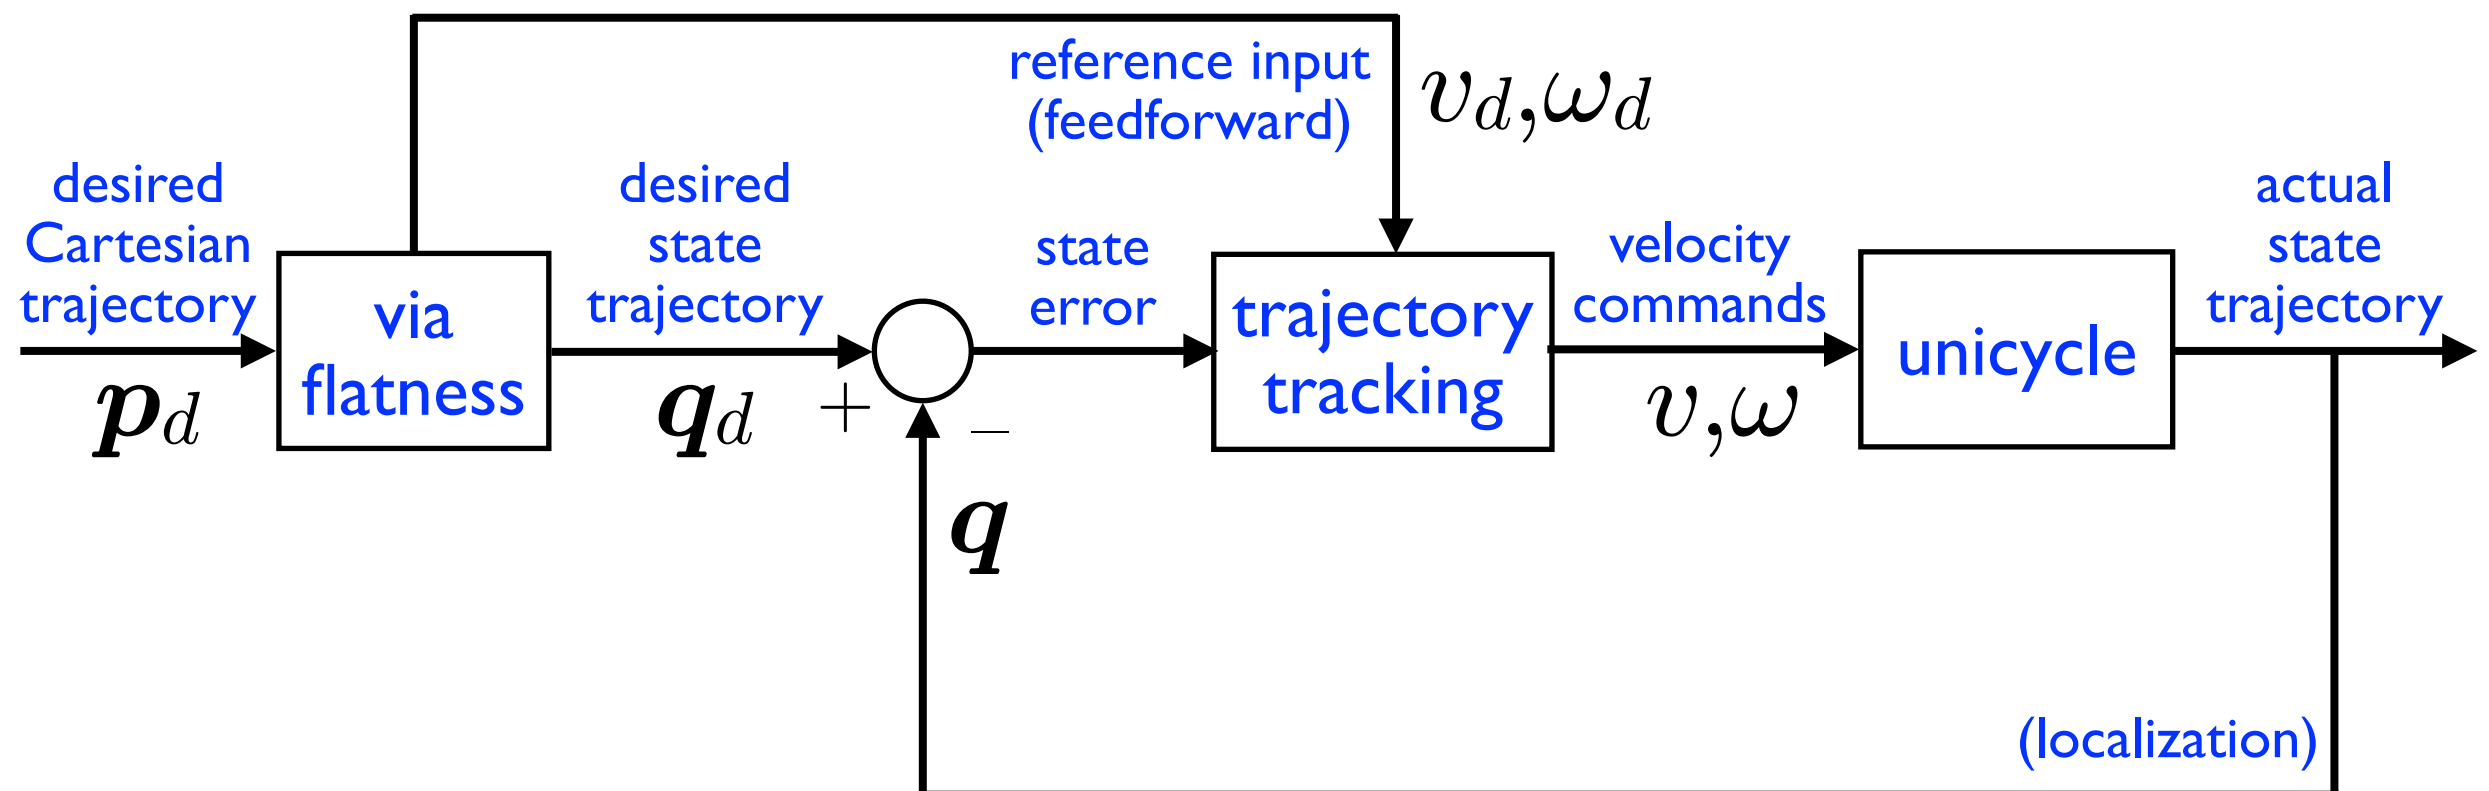 reference input
(feedforward)
v_d,ω_d
desired
Cartesian
trajectory
p_d
via
flatness
desired
state
trajectory
q_d
+
−
state
error
q
trajectory
tracking
velocity
commands
v,ω
unicycle
actual
state
trajectory
(localization)